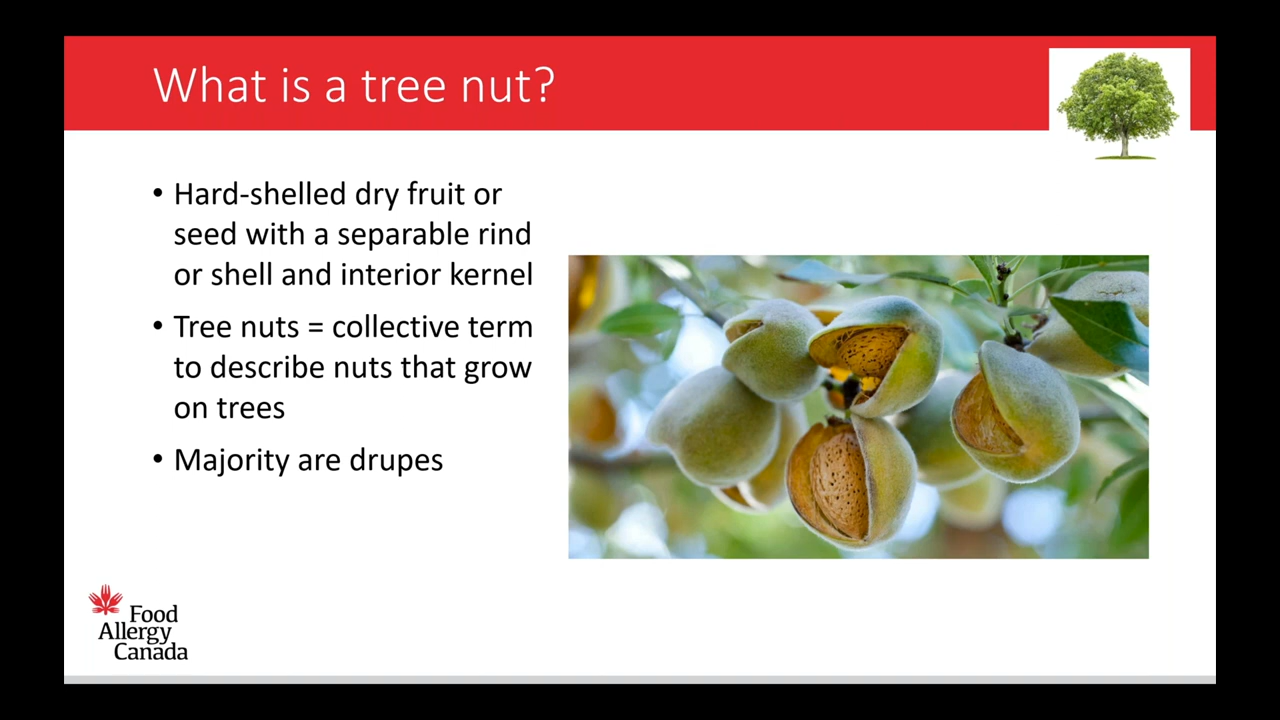 What is a tree nut?
• Hard-shelled dry fruit or
seed with a separable rind
or shell and interior kernel
• Tree nuts = collective term
to describe nuts that grow
on trees
• Majority are drupes
Food
Allergy
Canada